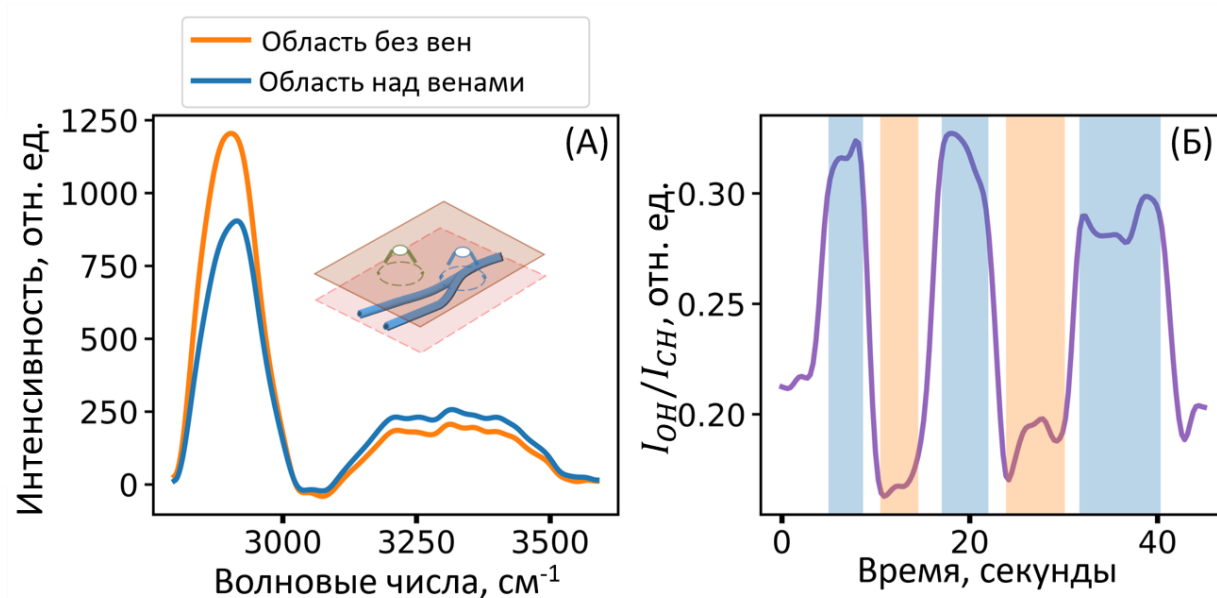 Область без вен
Область над венами
(А)
Интенсивность, отн. ед.
1250
1000
750
500
250
0
3000
3250
3500
Волновые числа, см⁻¹
(Б)
I_OH/I_CH, отн. ед.
0.30
0.25
0.20
0
20
40
Время, секунды